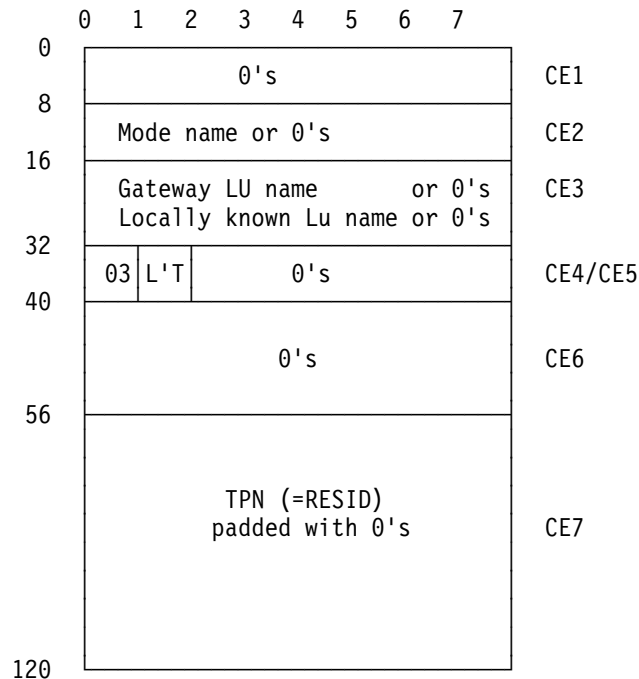 0 1 2 3 4 5 6 7
0
0's CE1
8
Mode name or 0's CE2
16
Gateway LU name or 0's CE3
Locally known Lu name or 0's
32
03 L'T 0's CE4/CE5
40
0's CE6
56
TPN (=RESID)
padded with 0's CE7
120